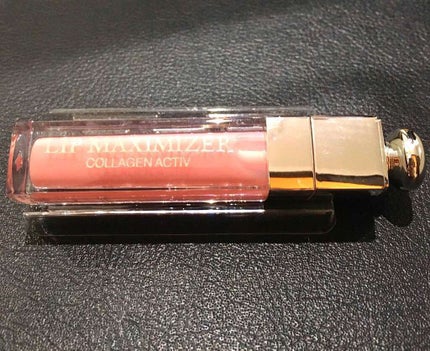 LIP MAXIMIZER
COLLAGEN ACTIV